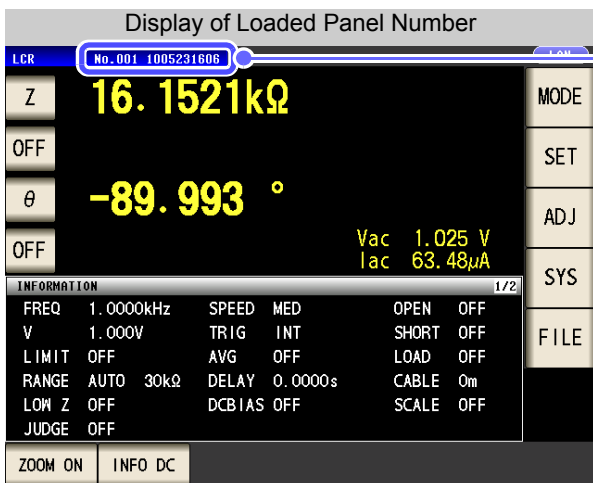 Display of Loaded Panel Number
LCR No.001 1005231606 LAN
Z 16.1521kΩ MODE
OFF SET
θ -89.993 ° ADJ
OFF Vac 1.025 V
Iac 63.48µA SYS
INFORMATION 1/2
FREQ 1.0000kHz SPEED MED OPEN OFF
V 1.000V TRIG INT SHORT OFF FILE
LIMIT OFF AVG OFF LOAD OFF
RANGE AUTO 30kΩ DELAY 0.0000s CABLE 0m
LOW Z OFF DCBIAS OFF SCALE OFF
JUDGE OFF
ZOOM ON INFO DC